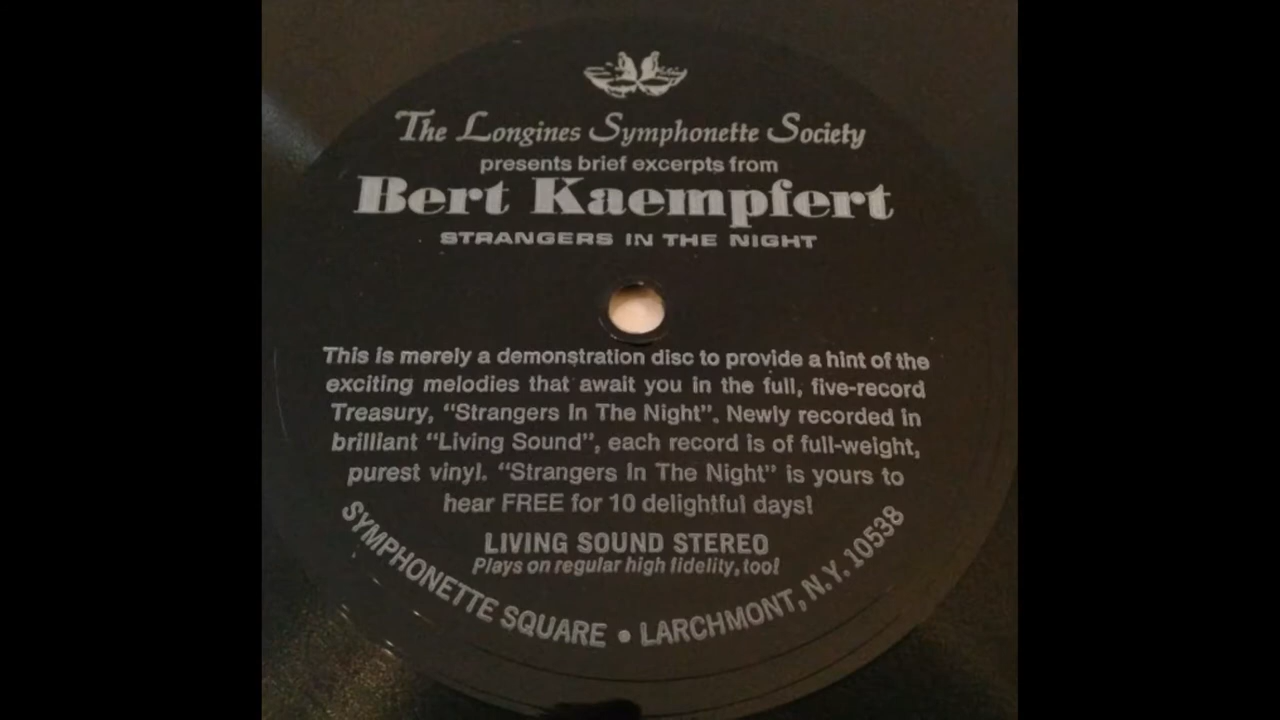 The Longines Symphonette Society
presents brief excerpts from
Bert Kaempfert
STRANGERS IN THE NIGHT
This is merely a demonstration disc to provide a hint of the
exciting melodies that await you in the full, five-record
Treasury, “Strangers In The Night”. Newly recorded in
brilliant “Living Sound”, each record is of full-weight,
purest vinyl. “Strangers In The Night” is yours to
hear FREE for 10 delightful days!
LIVING SOUND STEREO
Plays on regular high fidelity, too!
SYMPHONETTE SQUARE • LARCHMONT, N.Y. 10538